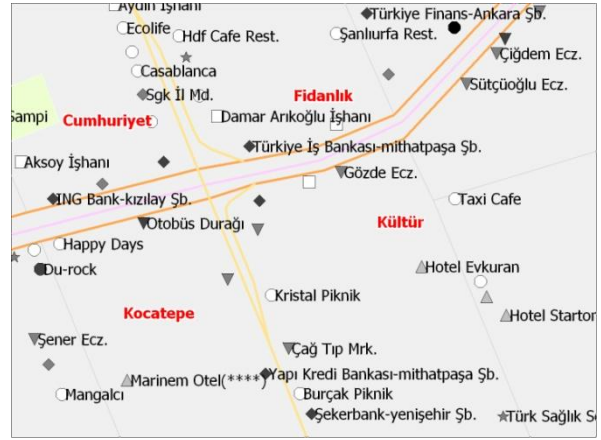 Aydın İşhanı
Türkiye Finans-Ankara Şb.
Ecolife
Hdf Cafe Rest.
Şanlıurfa Rest.
Çiğdem Ecz.
Casablanca
Sütçüoğlu Ecz.
Sgk İl Md.
Fidanlık
Sampi
Cumhuriyet
Damar Arıkoğlu İşhanı
Türkiye İş Bankası-mithatpaşa Şb.
Aksoy İşhanı
Gözde Ecz.
ING Bank-kızılay Şb.
Taxi Cafe
Otobüs Durağı
Kültür
Happy Days
Du-rock
Hotel Evkuran
Kristal Piknik
Kocatepe
Hotel Starton
Şener Ecz.
Çağ Tıp Mrk.
Marinem Otel(****)
Yapı Kredi Bankası-mithatpaşa Şb.
Mangalcı
Burçak Piknik
Şekerbank-yenişehir Şb.
Türk Sağlık S